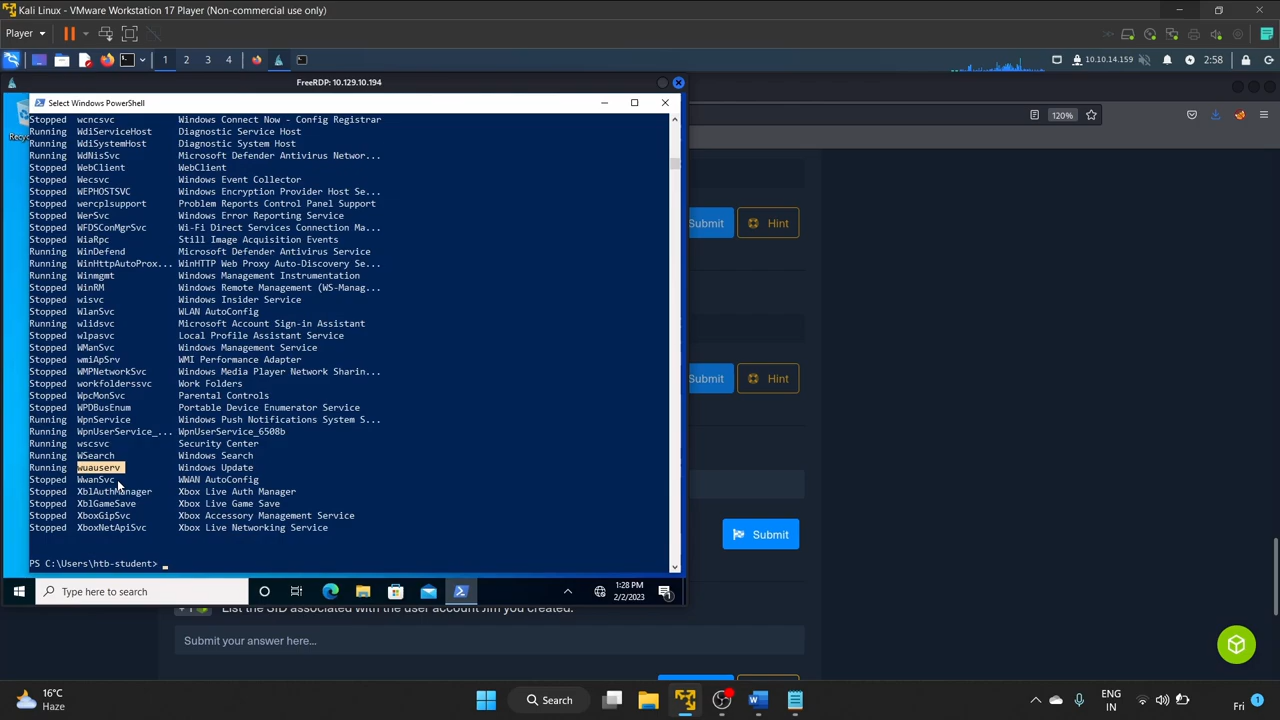 Kali Linux - VMware Workstation 17 Player (Non-commercial use only)
Player
1 2 3 4
10.10.14.159
2:58
FreeRDP: 10.129.10.194
Select Windows PowerShell
Stopped wcncsvc Windows Connect Now - Config Registrar
Running WdiServiceHost Diagnostic Service Host
Running WdiSystemHost Diagnostic System Host
Running WdNisSvc Microsoft Defender Antivirus Networ...
Stopped WebClient WebClient
Stopped Wecsvc Windows Event Collector
Stopped WEPHOSTSVC Windows Encryption Provider Host Se...
Stopped wercplsupport Problem Reports Control Panel Support
Stopped WerSvc Windows Error Reporting Service
Stopped WFDSConMgrSvc Wi-Fi Direct Services Connection Ma...
Stopped WiaRpc Still Image Acquisition Events
Running WinDefend Microsoft Defender Antivirus Service
Running WinHttpAutoProx... WinHTTP Web Proxy Auto-Discovery Se...
Running Winmgmt Windows Management Instrumentation
Stopped WinRM Windows Remote Management (WS-Manag...
Stopped wisvc Windows Insider Service
Stopped WlanSvc WLAN AutoConfig
Running wlidsvc Microsoft Account Sign-in Assistant
Stopped wlpasvc Local Profile Assistant Service
Stopped WManSvc Windows Management Service
Stopped wmiApSrv WMI Performance Adapter
Stopped WMPNetworkSvc Windows Media Player Network Sharin...
Stopped workfolderssvc Work Folders
Stopped WpcMonSvc Parental Controls
Stopped WPDBusEnum Portable Device Enumerator Service
Running WpnService Windows Push Notifications System S...
Running WpnUserService_... WpnUserService_6508b
Running wscsvc Security Center
Running WSearch Windows Search
Running wuauserv Windows Update
Stopped WwanSvc WWAN AutoConfig
Stopped XblAuthManager Xbox Live Auth Manager
Stopped XblGameSave Xbox Live Game Save
Stopped XboxGipSvc Xbox Accessory Management Service
Stopped XboxNetApiSvc Xbox Live Networking Service
PS C:\Users\htb-student>
Type here to search
1:28 PM
2/2/2023
120%
Submit
Hint
Submit
Hint
Submit
List the SID associated with the user account Jim you created.
Submit your answer here...
16°C
Haze
Search
ENG
IN
Fri
1